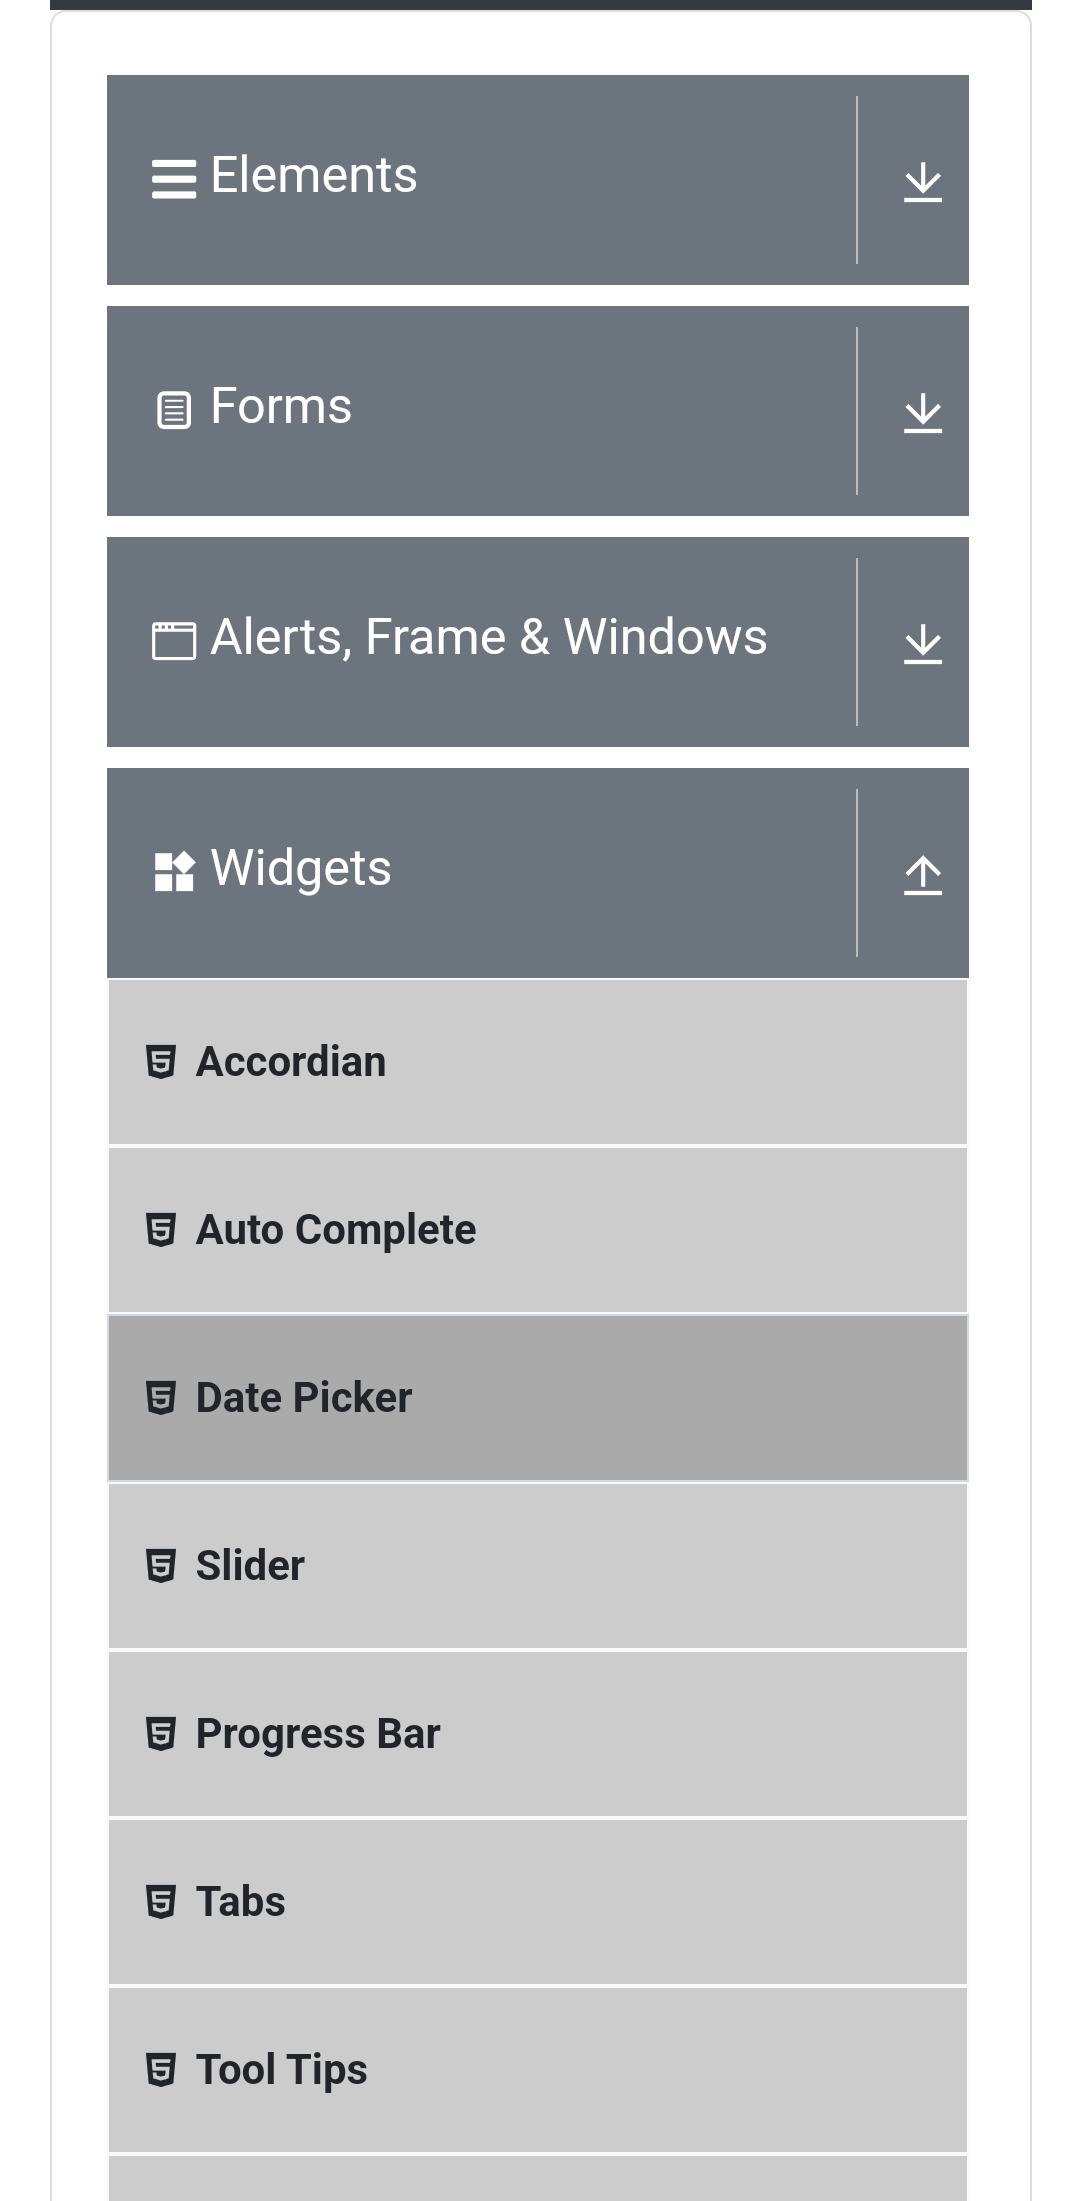 Elements
Forms
Alerts, Frame & Windows
Widgets
Accordian
Auto Complete
Date Picker
Slider
Progress Bar
Tabs
Tool Tips